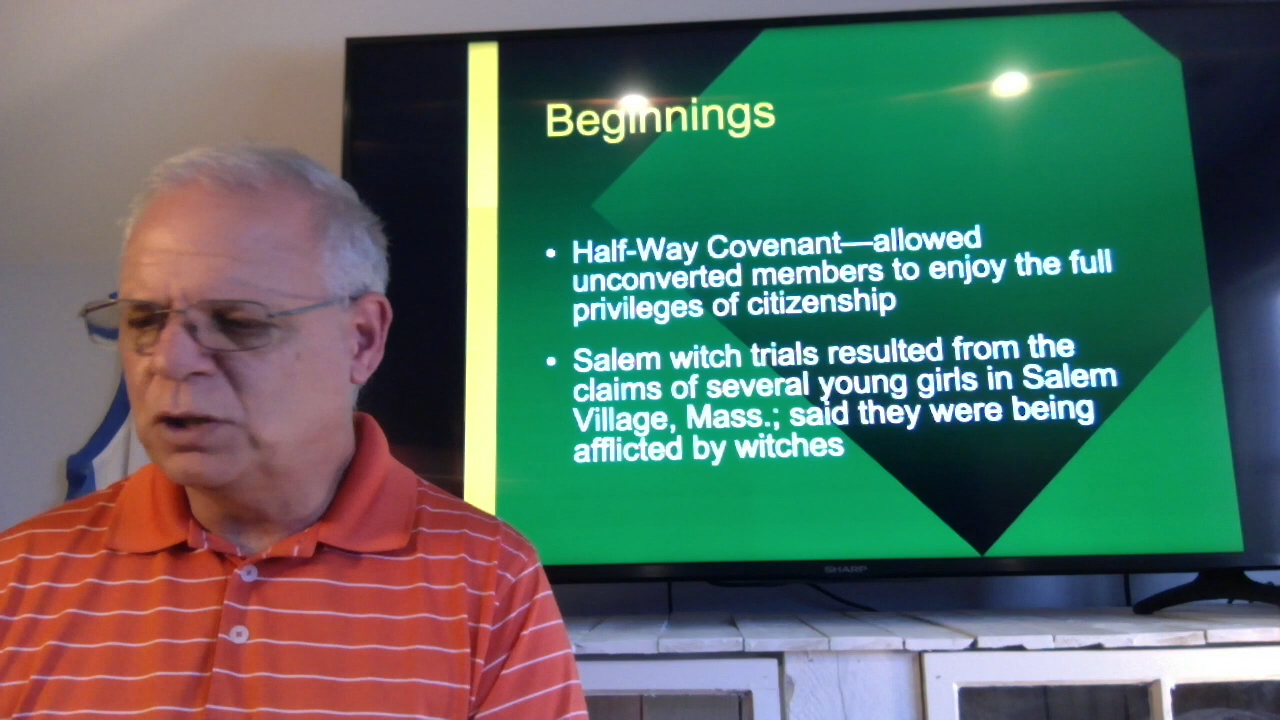 Beginnings
• Half-Way Covenant—allowed
unconverted members to enjoy the full
privileges of citizenship
• Salem witch trials resulted from the
claims of several young girls in Salem
Village, Mass.; said they were being
afflicted by witches
SHARP